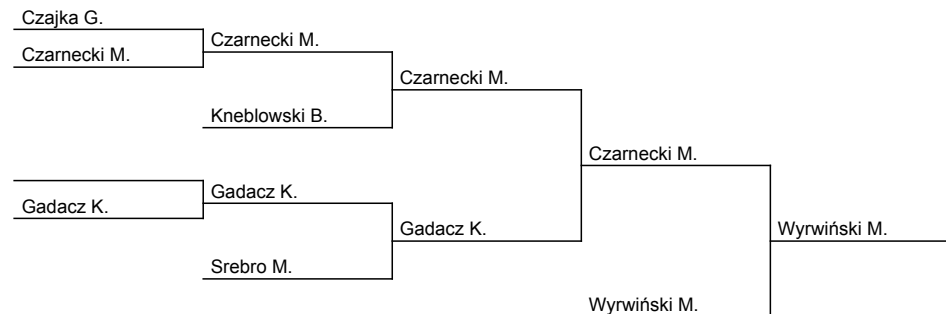 Czajka G.
Czarnecki M.
Czarnecki M.
Czarnecki M.
Kneblowski B.
Czarnecki M.
Gadacz K.
Gadacz K.
Gadacz K.
Wyrwiński M.
Srebro M.
Wyrwiński M.